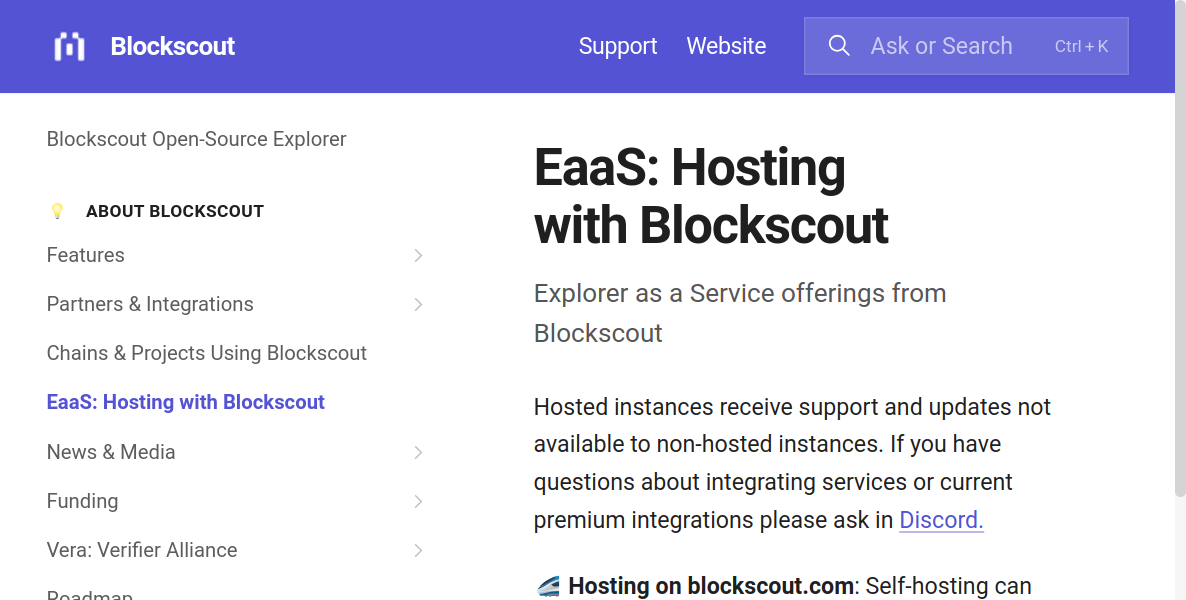 Blockscout
Support
Website
Ask or Search
Ctrl + K
Blockscout Open-Source Explorer
ABOUT BLOCKSCOUT
Features
Partners & Integrations
Chains & Projects Using Blockscout
EaaS: Hosting with Blockscout
News & Media
Funding
Vera: Verifier Alliance
Roadmap
EaaS: Hosting
with Blockscout
Explorer as a Service offerings from
Blockscout
Hosted instances receive support and updates not
available to non-hosted instances. If you have
questions about integrating services or current
premium integrations please ask in Discord.
🚄 Hosting on blockscout.com: Self-hosting can